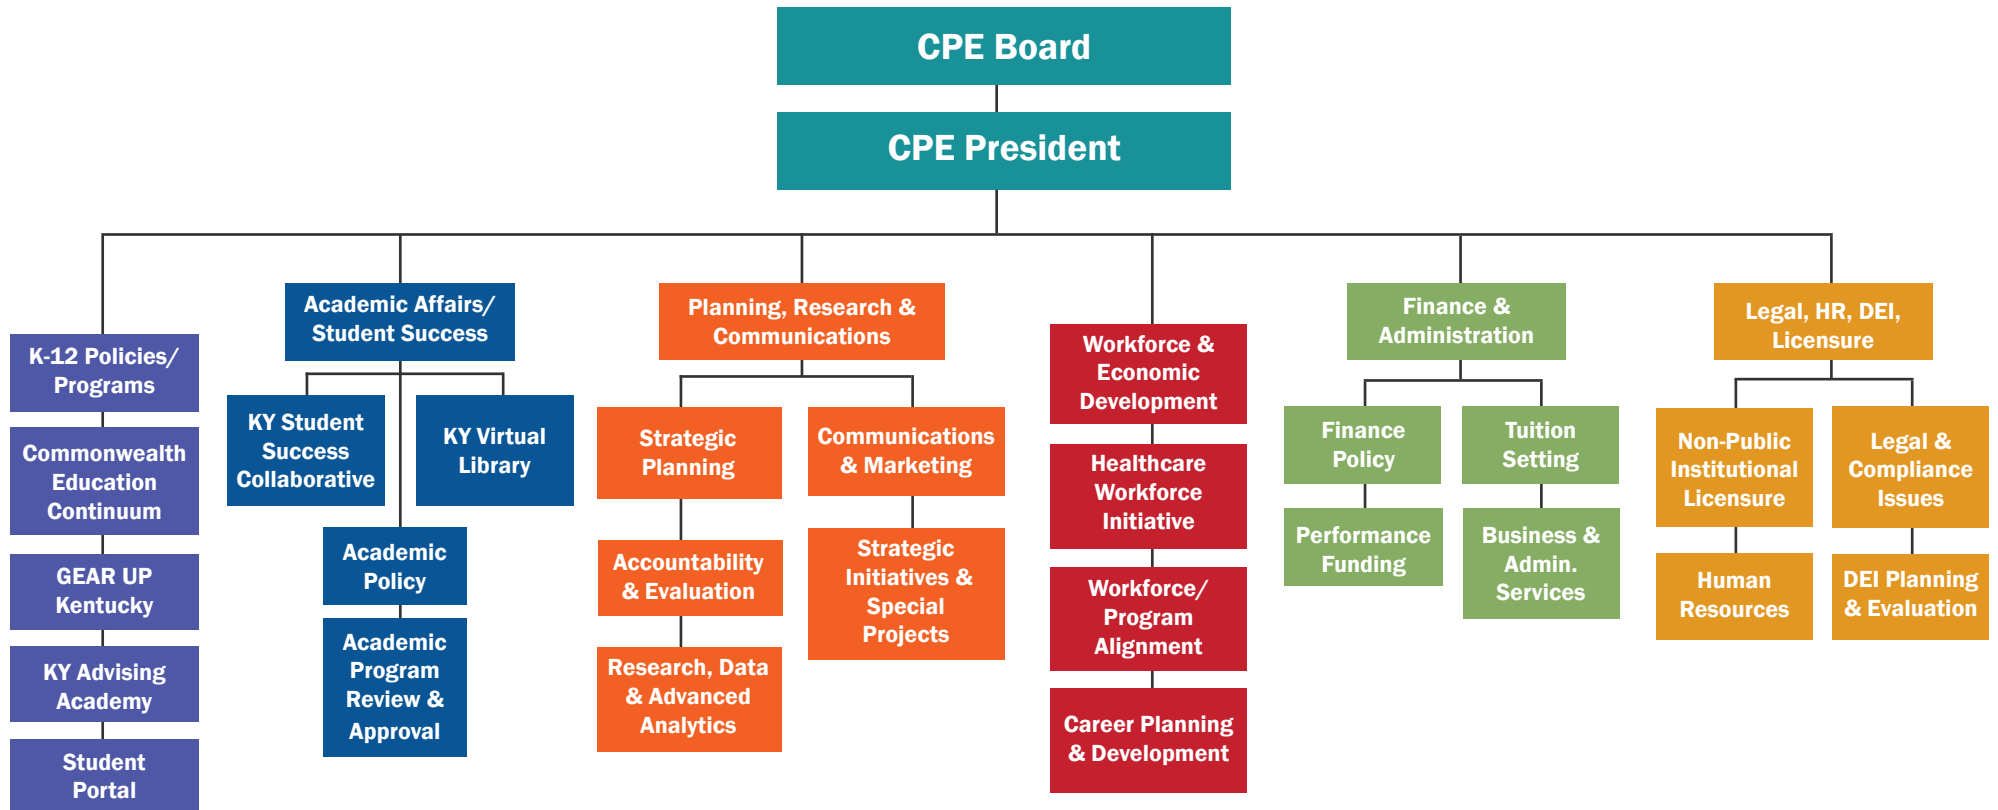 CPE Board
CPE President
K-12 Policies/
Programs
Commonwealth
Education
Continuum
GEAR UP
Kentucky
KY Advising
Academy
Student
Portal
Academic Affairs/
Student Success
KY Student
Success
Collaborative
KY Virtual
Library
Academic
Policy
Academic
Program
Review &
Approval
Planning, Research &
Communications
Strategic
Planning
Accountability
& Evaluation
Research, Data
& Advanced
Analytics
Communications
& Marketing
Strategic
Initiatives &
Special
Projects
Workforce &
Economic
Development
Healthcare
Workforce
Initiative
Workforce/
Program
Alignment
Career Planning
& Development
Finance &
Administration
Finance
Policy
Performance
Funding
Tuition
Setting
Business &
Admin.
Services
Legal, HR, DEI,
Licensure
Non-Public
Institutional
Licensure
Human
Resources
Legal &
Compliance
Issues
DEI Planning
& Evaluation